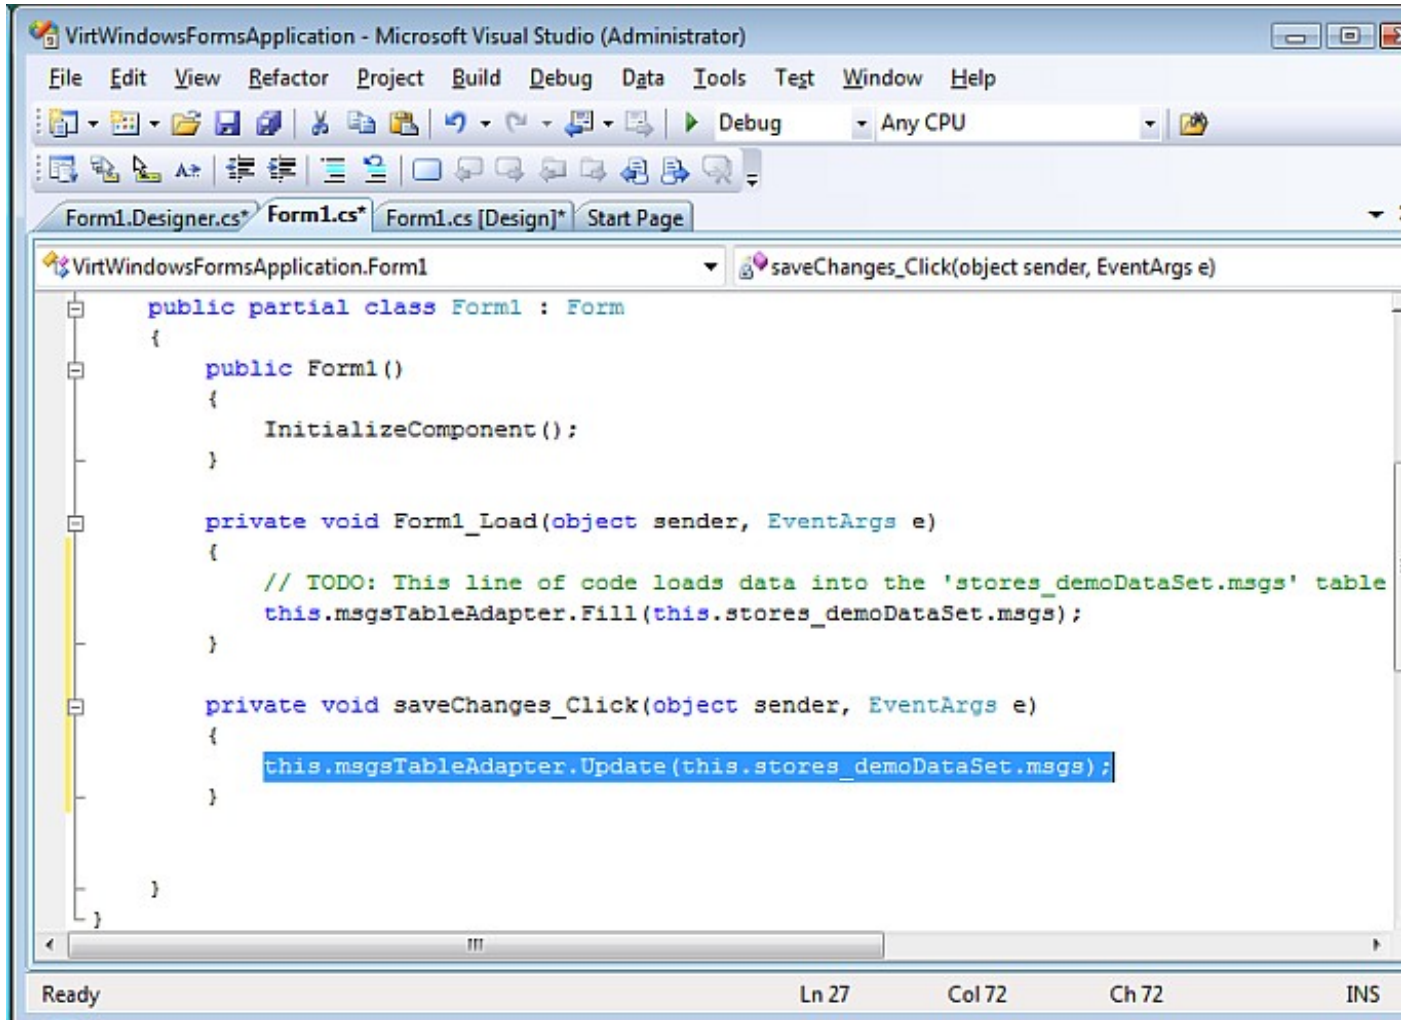 VirtWindowsFormsApplication - Microsoft Visual Studio (Administrator)
File Edit View Refactor Project Build Debug Data Tools Test Window Help
Debug Any CPU
Form1.Designer.cs* Form1.cs* Form1.cs [Design]* Start Page
VirtWindowsFormsApplication.Form1 saveChanges_Click(object sender, EventArgs e)
public partial class Form1 : Form
{
public Form1()
{
InitializeComponent();
}
private void Form1_Load(object sender, EventArgs e)
{
// TODO: This line of code loads data into the 'stores_demoDataSet.msgs' table
this.msgsTableAdapter.Fill(this.stores_demoDataSet.msgs);
}
private void saveChanges_Click(object sender, EventArgs e)
{
this.msgsTableAdapter.Update(this.stores_demoDataSet.msgs);
}
}
}
Ready Ln 27 Col 72 Ch 72 INS